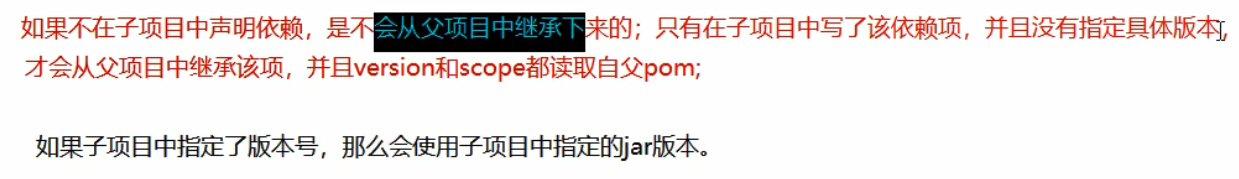 如果不在子项目中声明依赖，是不会从父项目中继承下来的；只有在子项目中写了该依赖项，并且没有指定具体版本，
才会从父项目中继承该项，并且version和scope都读取自父pom;
如果子项目中指定了版本号，那么会使用子项目中指定的jar版本。